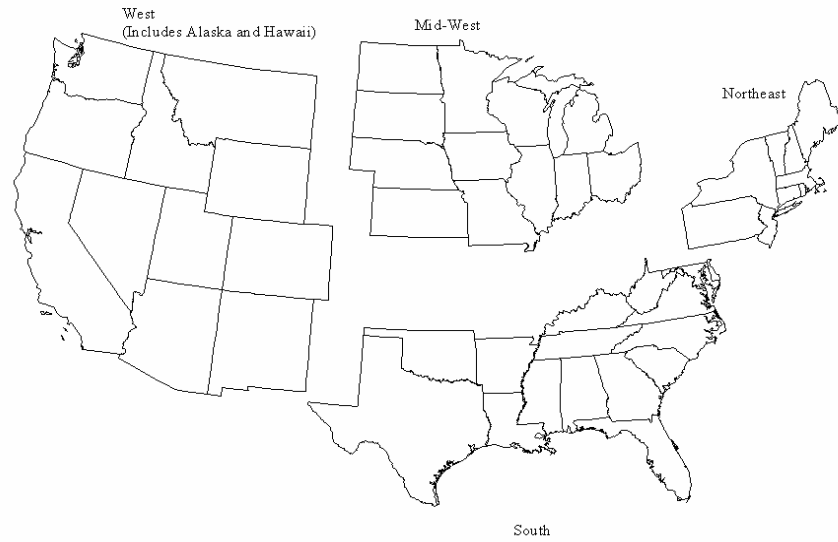 West
(Includes Alaska and Hawaii)
Mid-West
Northeast
South